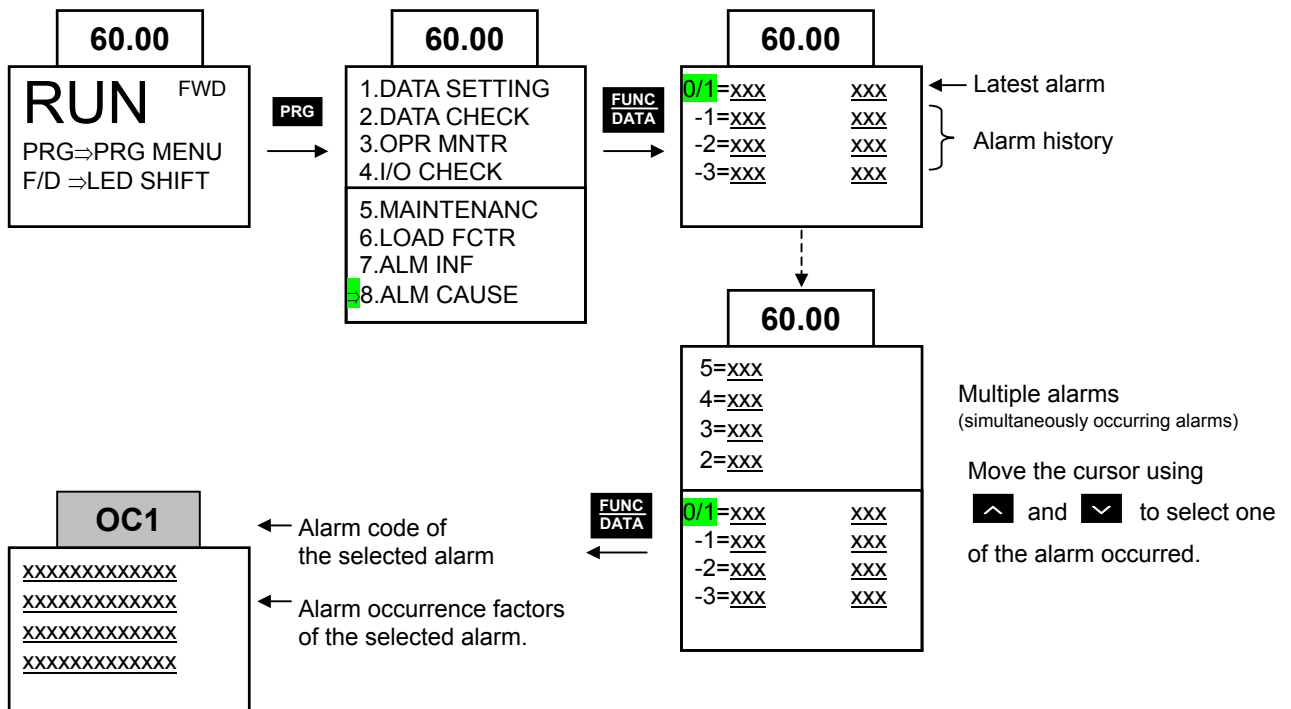 60.00
RUN FWD
PRG⇒PRG MENU
F/D ⇒LED SHIFT
PRG
60.00
1.DATA SETTING
2.DATA CHECK
3.OPR MNTR
4.I/O CHECK
5.MAINTENANC
6.LOAD FCTR
7.ALM INF
⇒8.ALM CAUSE
FUNC
DATA
60.00
0/1=xxx xxx
-1=xxx xxx
-2=xxx xxx
-3=xxx xxx
Latest alarm
Alarm history
60.00
5=xxx
4=xxx
3=xxx
2=xxx
0/1=xxx xxx
-1=xxx xxx
-2=xxx xxx
-3=xxx xxx
Multiple alarms
(simultaneously occurring alarms)
Move the cursor using
∧ and ∨ to select one
of the alarm occurred.
FUNC
DATA
OC1
xxxxxxxxxxxxx
xxxxxxxxxxxxx
xxxxxxxxxxxxx
xxxxxxxxxxxxx
Alarm code of
the selected alarm
Alarm occurrence factors
of the selected alarm.